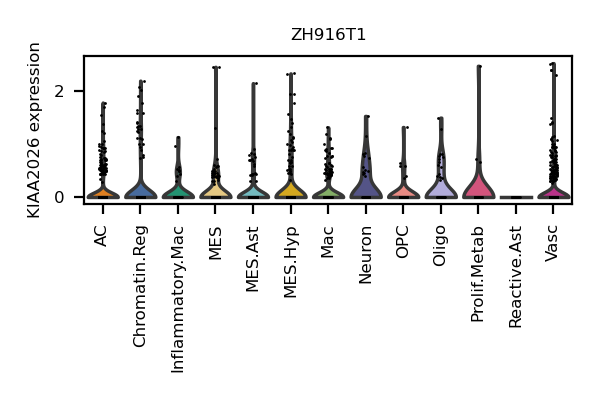 ZH916T1
KIAA2026 expression
2
0
AC
Chromatin.Reg
Inflammatory.Mac
MES
MES.Ast
MES.Hyp
Mac
Neuron
OPC
Oligo
Prolif.Metab
Reactive.Ast
Vasc